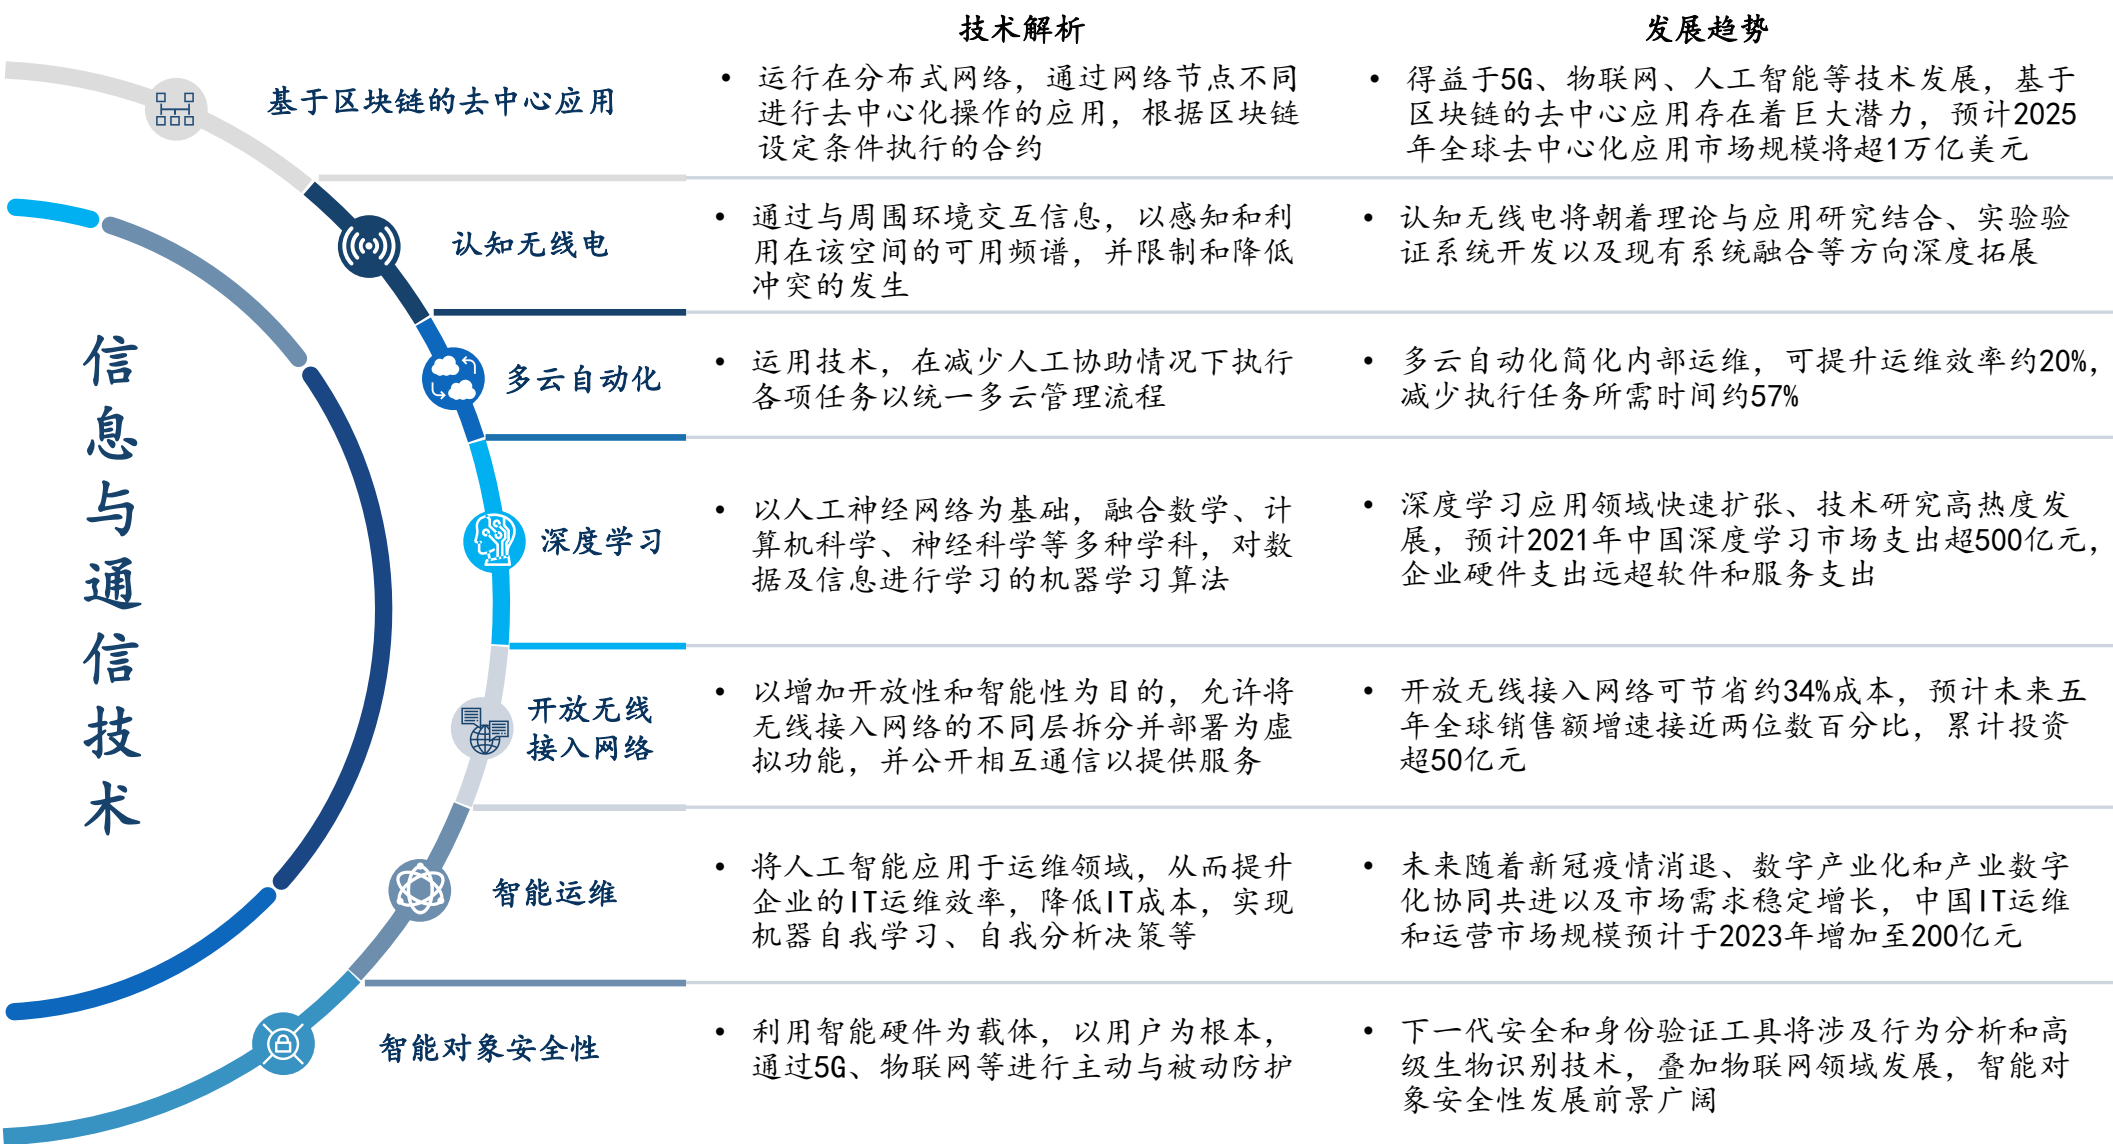 技术解析
发展趋势
信息与通信技术
基于区块链的去中心应用
• 运行在分布式网络，通过网络节点不同
进行去中心化操作的应用，根据区块链
设定条件执行的合约
• 得益于5G、物联网、人工智能等技术发展，基于
区块链的去中心应用存在着巨大潜力，预计2025
年全球去中心化应用市场规模将超1万亿美元
认知无线电
• 通过与周围环境交互信息，以感知和利
用在该空间的可用频谱，并限制和降低
冲突的发生
• 认知无线电将朝着理论与应用研究结合、实验验
证系统开发以及现有系统融合等方向深度拓展
多云自动化
• 运用技术，在减少人工协助情况下执行
各项任务以统一多云管理流程
• 多云自动化简化内部运维，可提升运维效率约20%，
减少执行任务所需时间约57%
深度学习
• 以人工神经网络为基础，融合数学、计
算机科学、神经科学等多种学科，对数
据及信息进行学习的机器学习算法
• 深度学习应用领域快速扩张、技术研究高热度发
展，预计2021年中国深度学习市场支出超500亿元，
企业硬件支出远超软件和服务支出
开放无线
接入网络
• 以增加开放性和智能性为目的，允许将
无线接入网络的不同层拆分并部署为虚
拟功能，并公开相互通信以提供服务
• 开放无线接入网络可节省约34%成本，预计未来五
年全球销售额增速接近两位数百分比，累计投资
超50亿元
智能运维
• 将人工智能应用于运维领域，从而提升
企业的IT运维效率，降低IT成本，实现
机器自我学习、自我分析决策等
• 未来随着新冠疫情消退、数字产业化和产业数字
化协同共进以及市场需求稳定增长，中国IT运维
和运营市场规模预计于2023年增加至200亿元
智能对象安全性
• 利用智能硬件为载体，以用户为根本，
通过5G、物联网等进行主动与被动防护
• 下一代安全和身份验证工具将涉及行为分析和高
级生物识别技术，叠加物联网领域发展，智能对
象安全性发展前景广阔